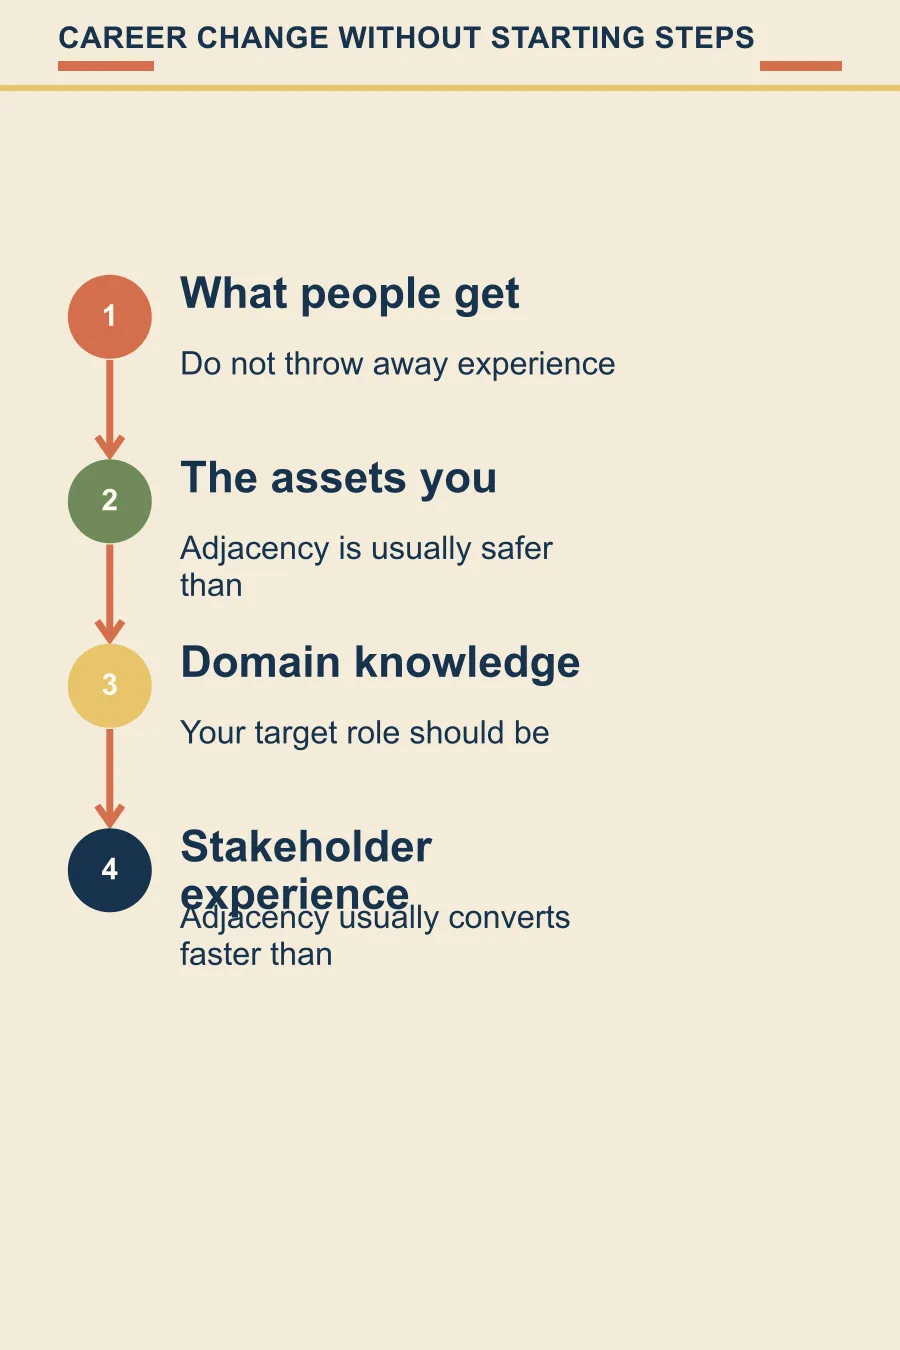 CAREER CHANGE WITHOUT STARTING STEPS
1
What people get
Do not throw away experience
2
The assets you
Adjacency is usually safer
than
3
Domain knowledge
Your target role should be
4
Stakeholder
experience
Adjacency usually converts
faster than